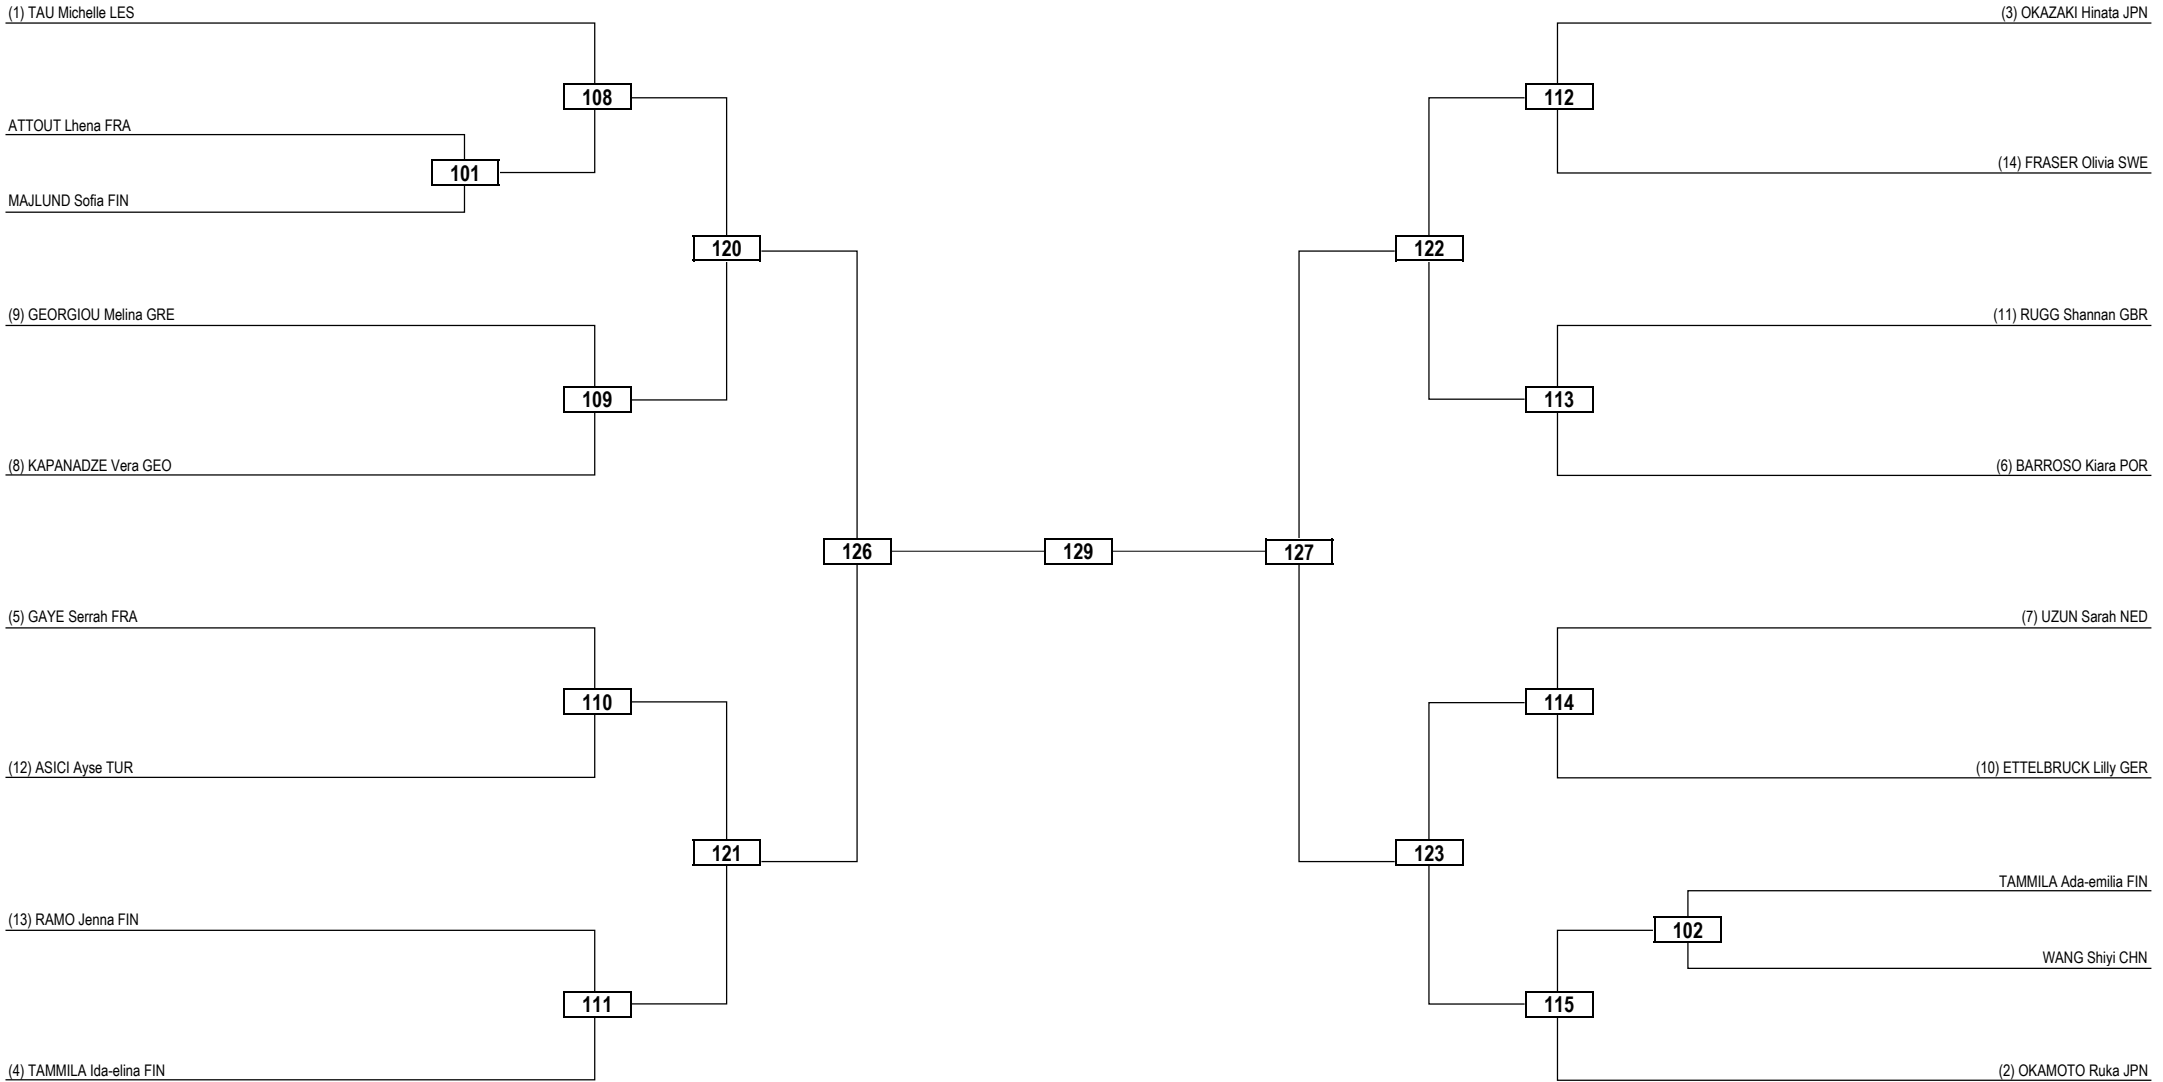 (1) TAU Michelle LES
(3) OKAZAKI Hinata JPN
108
112
ATTOUT Lhena FRA
101
(14) FRASER Olivia SWE
MAJLUND Sofia FIN
120
122
(9) GEORGIOU Melina GRE
(11) RUGG Shannan GBR
109
113
(8) KAPANADZE Vera GEO
(6) BARROSO Kiara POR
126
129
127
(5) GAYE Serrah FRA
(7) UZUN Sarah NED
110
114
(12) ASICI Ayse TUR
(10) ETTELBRUCK Lilly GER
121
123
TAMMILA Ada-emilia FIN
(13) RAMO Jenna FIN
102
WANG Shiyi CHN
111
115
(4) TAMMILA Ida-elina FIN
(2) OKAMOTO Ruka JPN